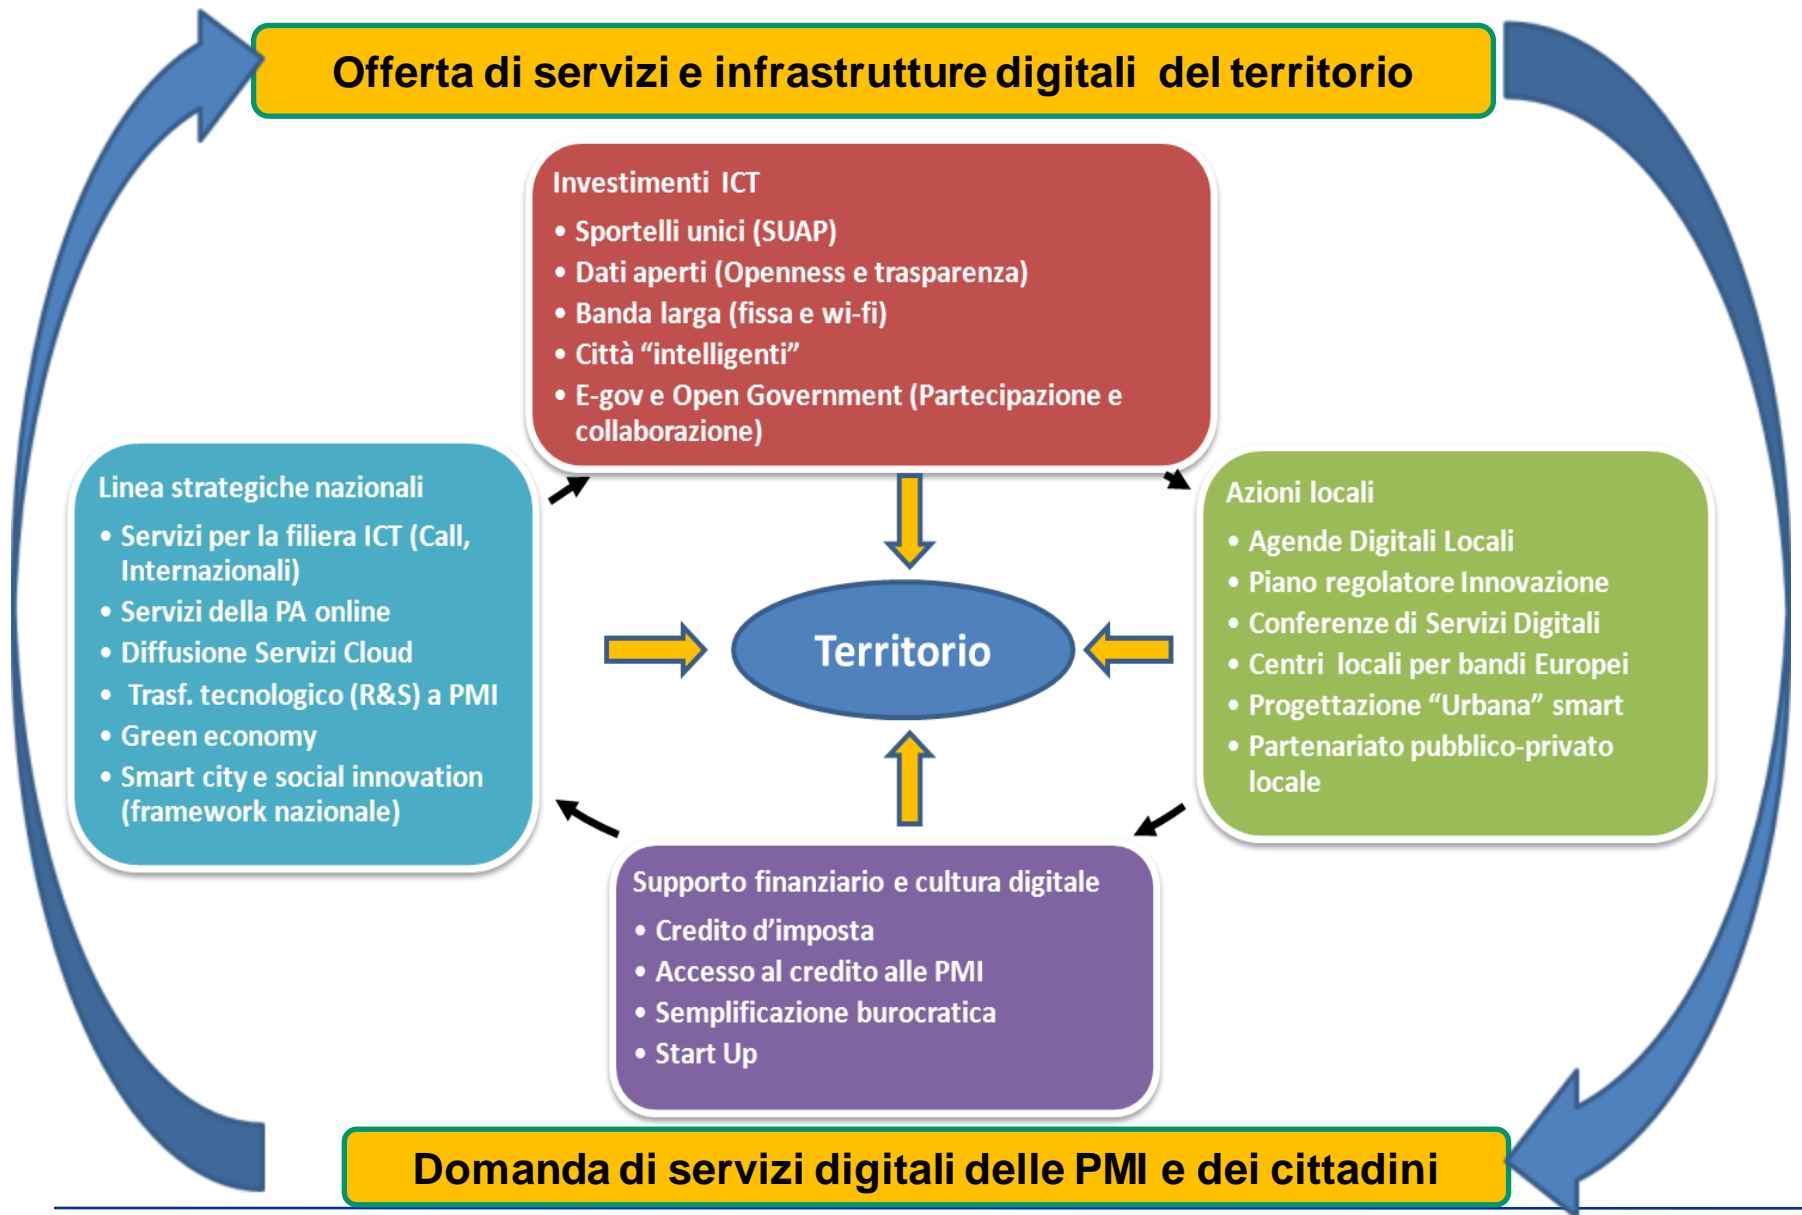 Offerta di servizi e infrastrutture digitali del territorio
Investimenti ICT
• Sportelli unici (SUAP)
• Dati aperti (Openness e trasparenza)
• Banda larga (fissa e wi-fi)
• Città “intelligenti”
• E-gov e Open Government (Partecipazione e
collaborazione)
Linea strategiche nazionali
• Servizi per la filiera ICT (Call,
Internazionali)
• Servizi della PA online
• Diffusione Servizi Cloud
• Trasf. tecnologico (R&S) a PMI
• Green economy
• Smart city e social innovation
(framework nazionale)
Territorio
Azioni locali
• Agende Digitali Locali
• Piano regolatore Innovazione
• Conferenze di Servizi Digitali
• Centri locali per bandi Europei
• Progettazione “Urbana” smart
• Partenariato pubblico-privato
locale
Supporto finanziario e cultura digitale
• Credito d’imposta
• Accesso al credito alle PMI
• Semplificazione burocratica
• Start Up
Domanda di servizi digitali delle PMI e dei cittadini